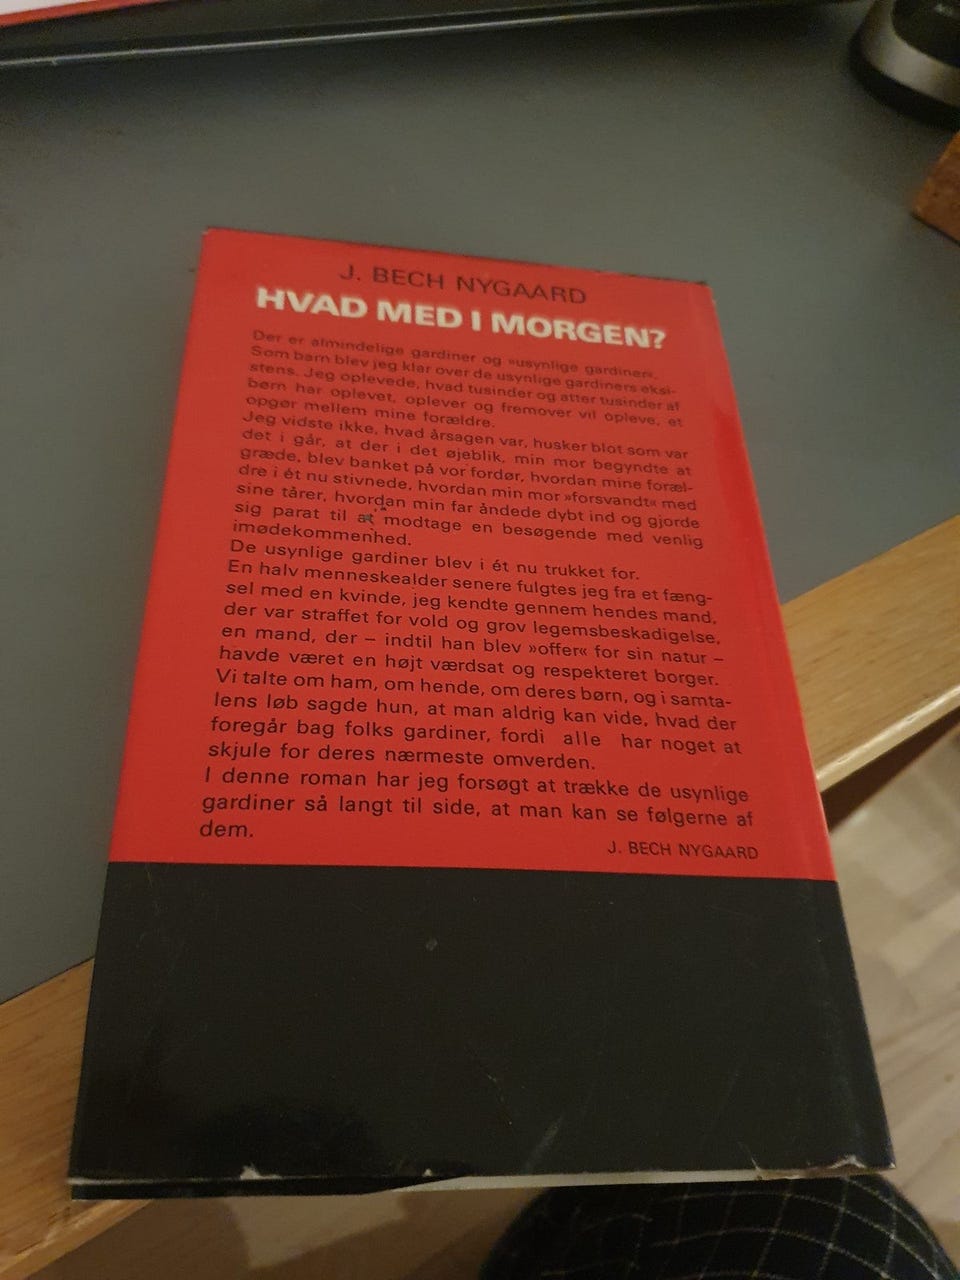 J. BECH NYGAARD
HVAD MED I MORGEN?
Der er almindelige gardiner og »usynlige gardiner«.
Som barn blev jeg klar over de usynlige gardiners eksi-
stens. Jeg oplevede, hvad tusinder og atter tusinder af
børn har oplevet, oplever og fremover vil opleve, et
opgør mellem mine forældre.
Jeg vidste ikke, hvad årsagen var, husker blot som var
det i går, at der i det øjeblik, min mor begyndte at
græde, blev banket på vor fordør, hvordan mine foræl-
dre i ét nu stivnede, hvordan min mor »forsvandt« med
sine tårer, hvordan min far åndede dybt ind og gjorde
sig parat til at modtage en besøgende med venlig
imødekommenhed.
De usynlige gardiner blev i ét nu trukket for.
En halv menneskealder senere fulgtes jeg fra et fæng-
sel med en kvinde, jeg kendte gennem hendes mand,
der var straffet for vold og grov legemsbeskadigelse,
en mand, der – indtil han blev »offer« for sin natur –
havde været en højt værdsat og respekteret borger.
Vi talte om ham, om hende, om deres børn, og i samta-
lens løb sagde hun, at man aldrig kan vide, hvad der
foregår bag folks gardiner, fordi alle har noget at
skjule for deres nærmeste omverden.
I denne roman har jeg forsøgt at trække de usynlige
gardiner så langt til side, at man kan se følgerne af
dem.
J. BECH NYGAARD